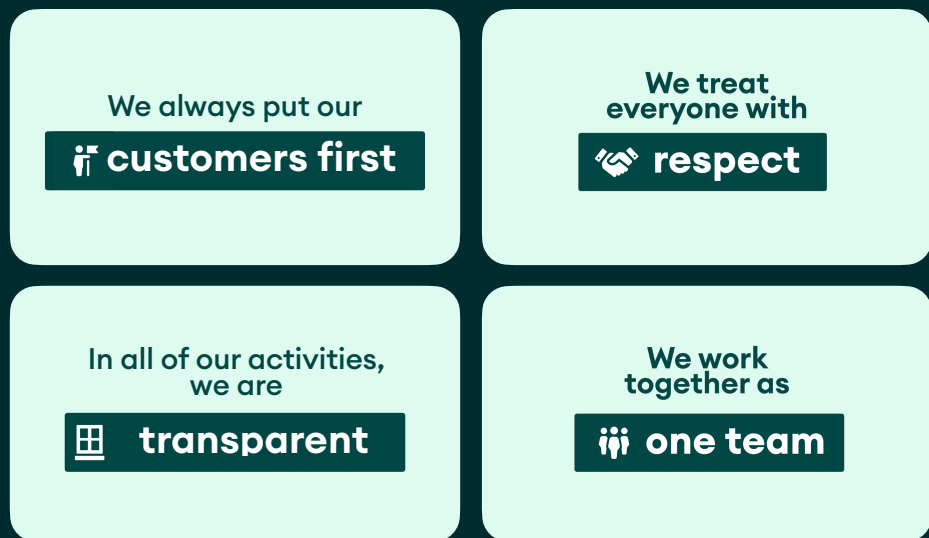 We always put our
customers first
We treat
everyone with
respect
In all of our activities,
we are
transparent
We work
together as
one team